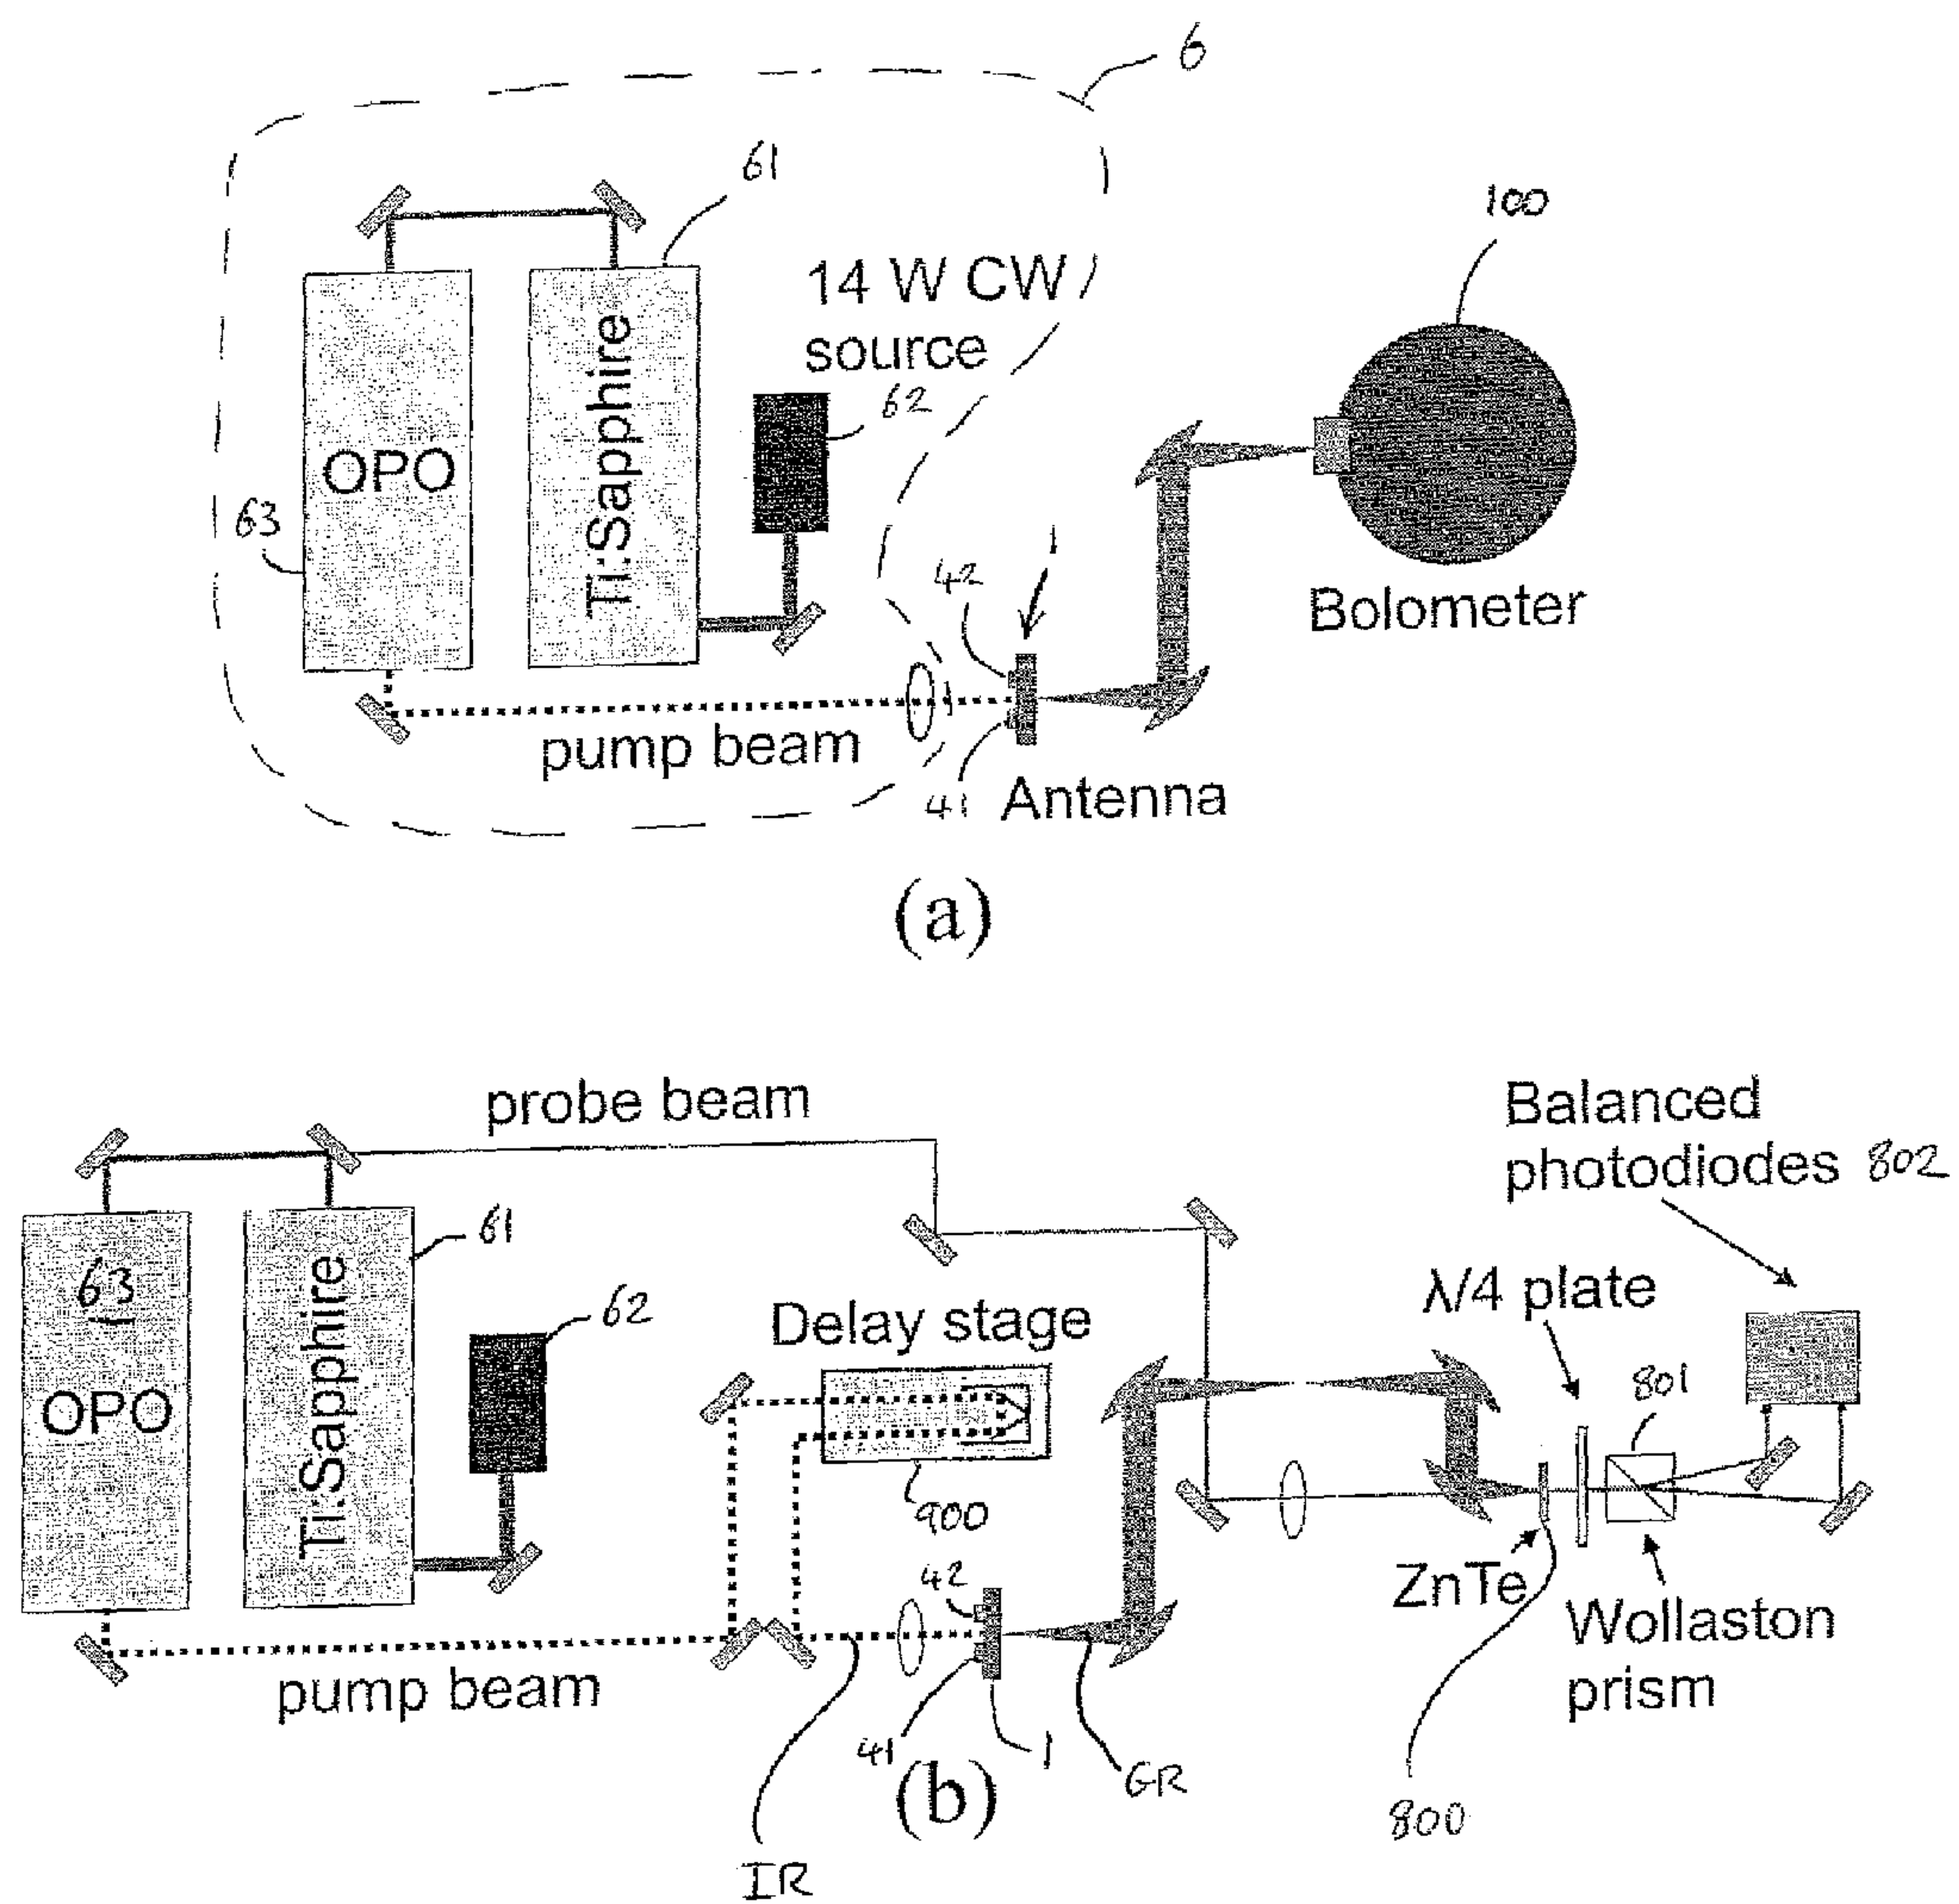 6
61
100
14 W CW
source
62
Ti:Sapphire
OPO
63
42
1
Bolometer
pump beam
41
Antenna
(a)
probe beam
Balanced
photodiodes 802
61
63
62
λ/4 plate
Delay stage
801
OPO
Ti:Sapphire
900
42
ZnTe
Wollaston
prism
pump beam
41
1
GR
(b)
800
IR